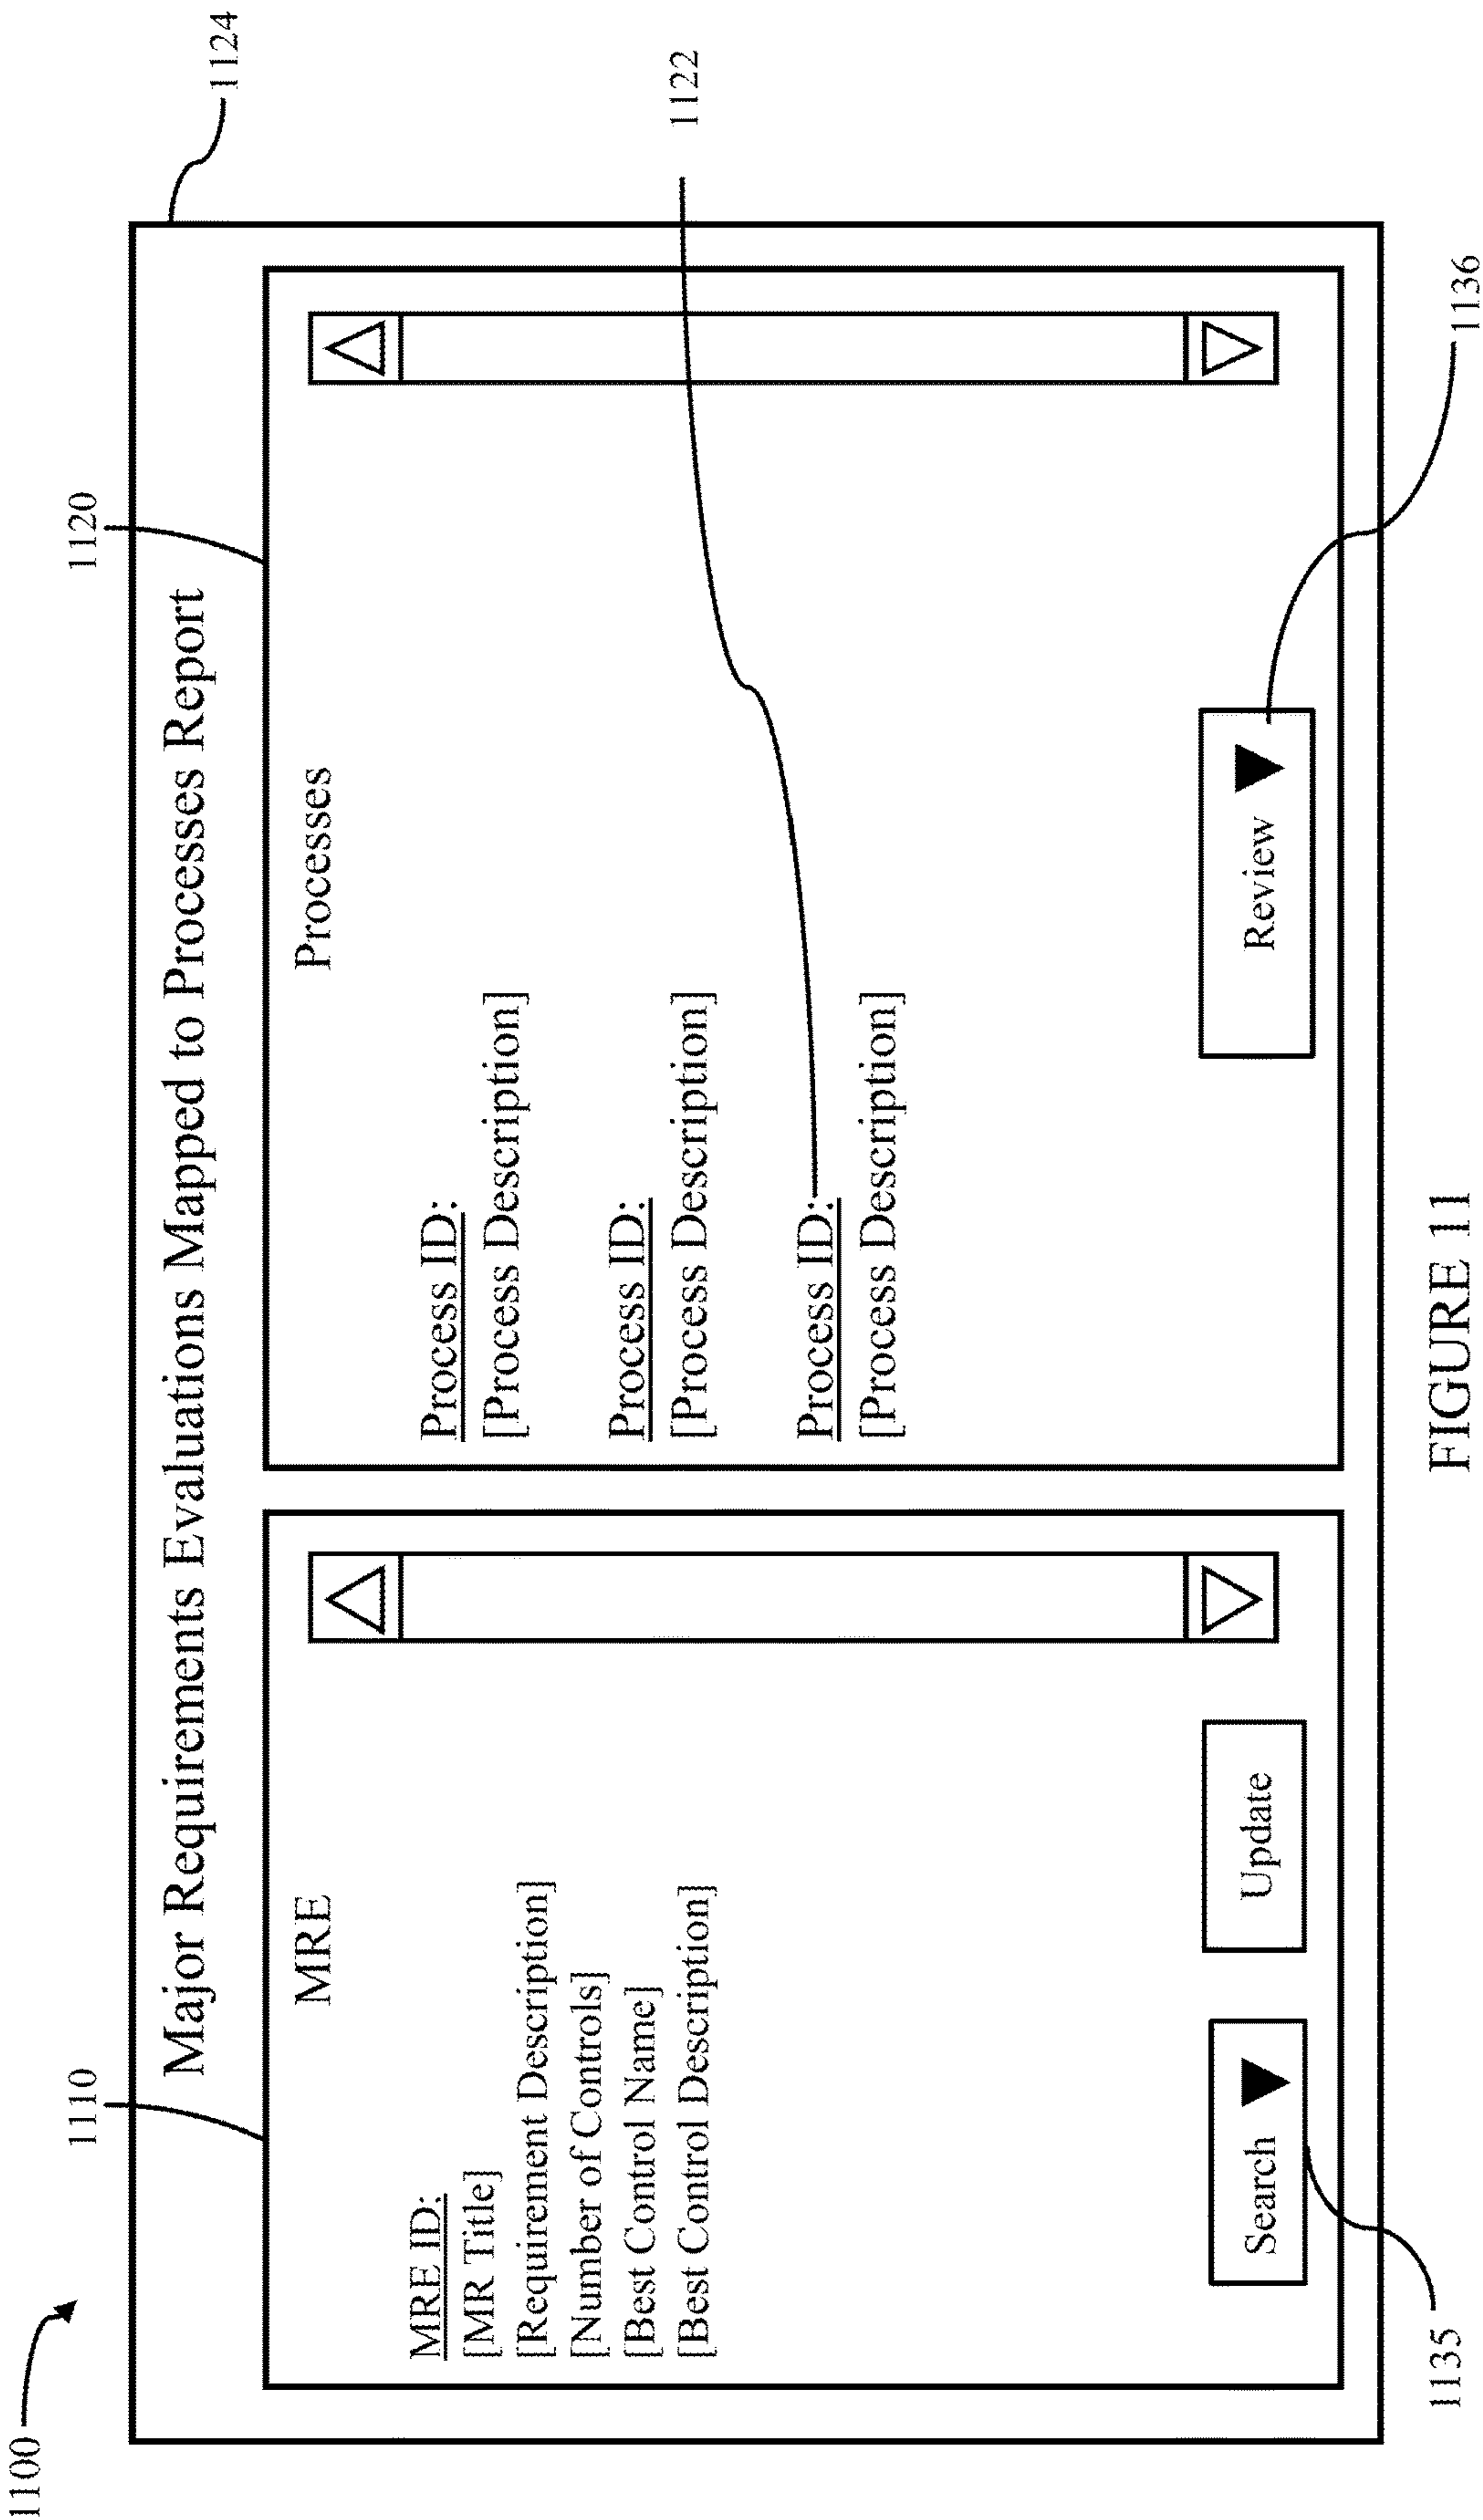 1100
1110
1120
1124
Major Requirements Evaluations Mapped to Processes Report
MRE
MRE ID:
[MR Title]
[Requirement Description]
[Number of Controls]
[Best Control Name]
[Best Control Description]
Search
Update
1135
Processes
Process ID:
[Process Description]
Process ID:
[Process Description]
Process ID:
[Process Description]
1122
Review
1136
FIGURE 11